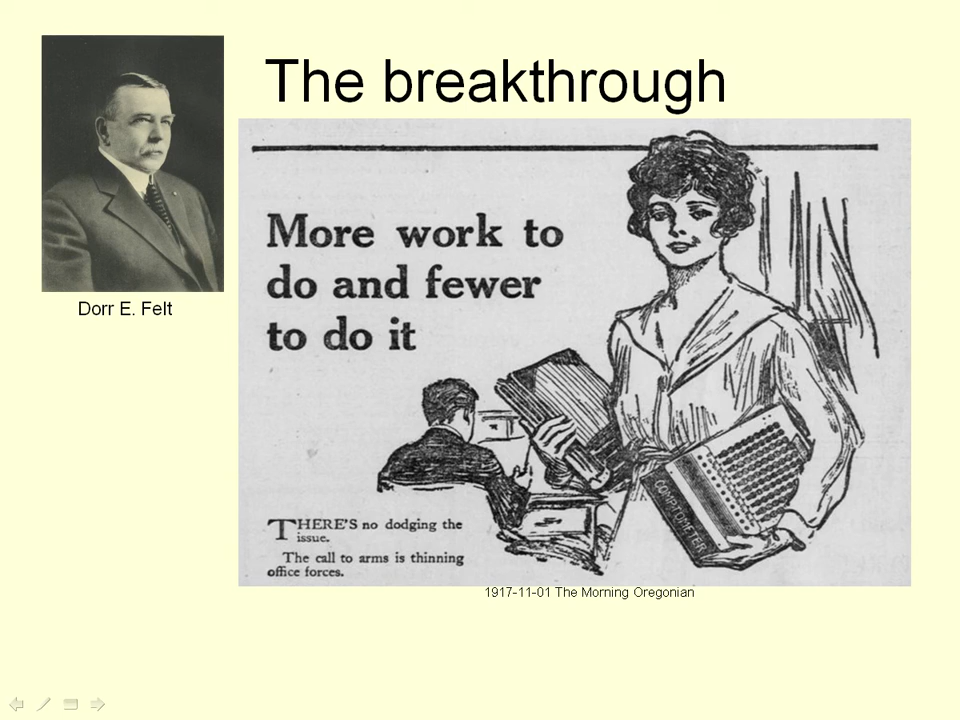 The breakthrough
Dorr E. Felt
More work to
do and fewer
to do it
THERE'S no dodging the
issue.
The call to arms is thinning
office forces.
COMPTOMETER
1917-11-01 The Morning Oregonian